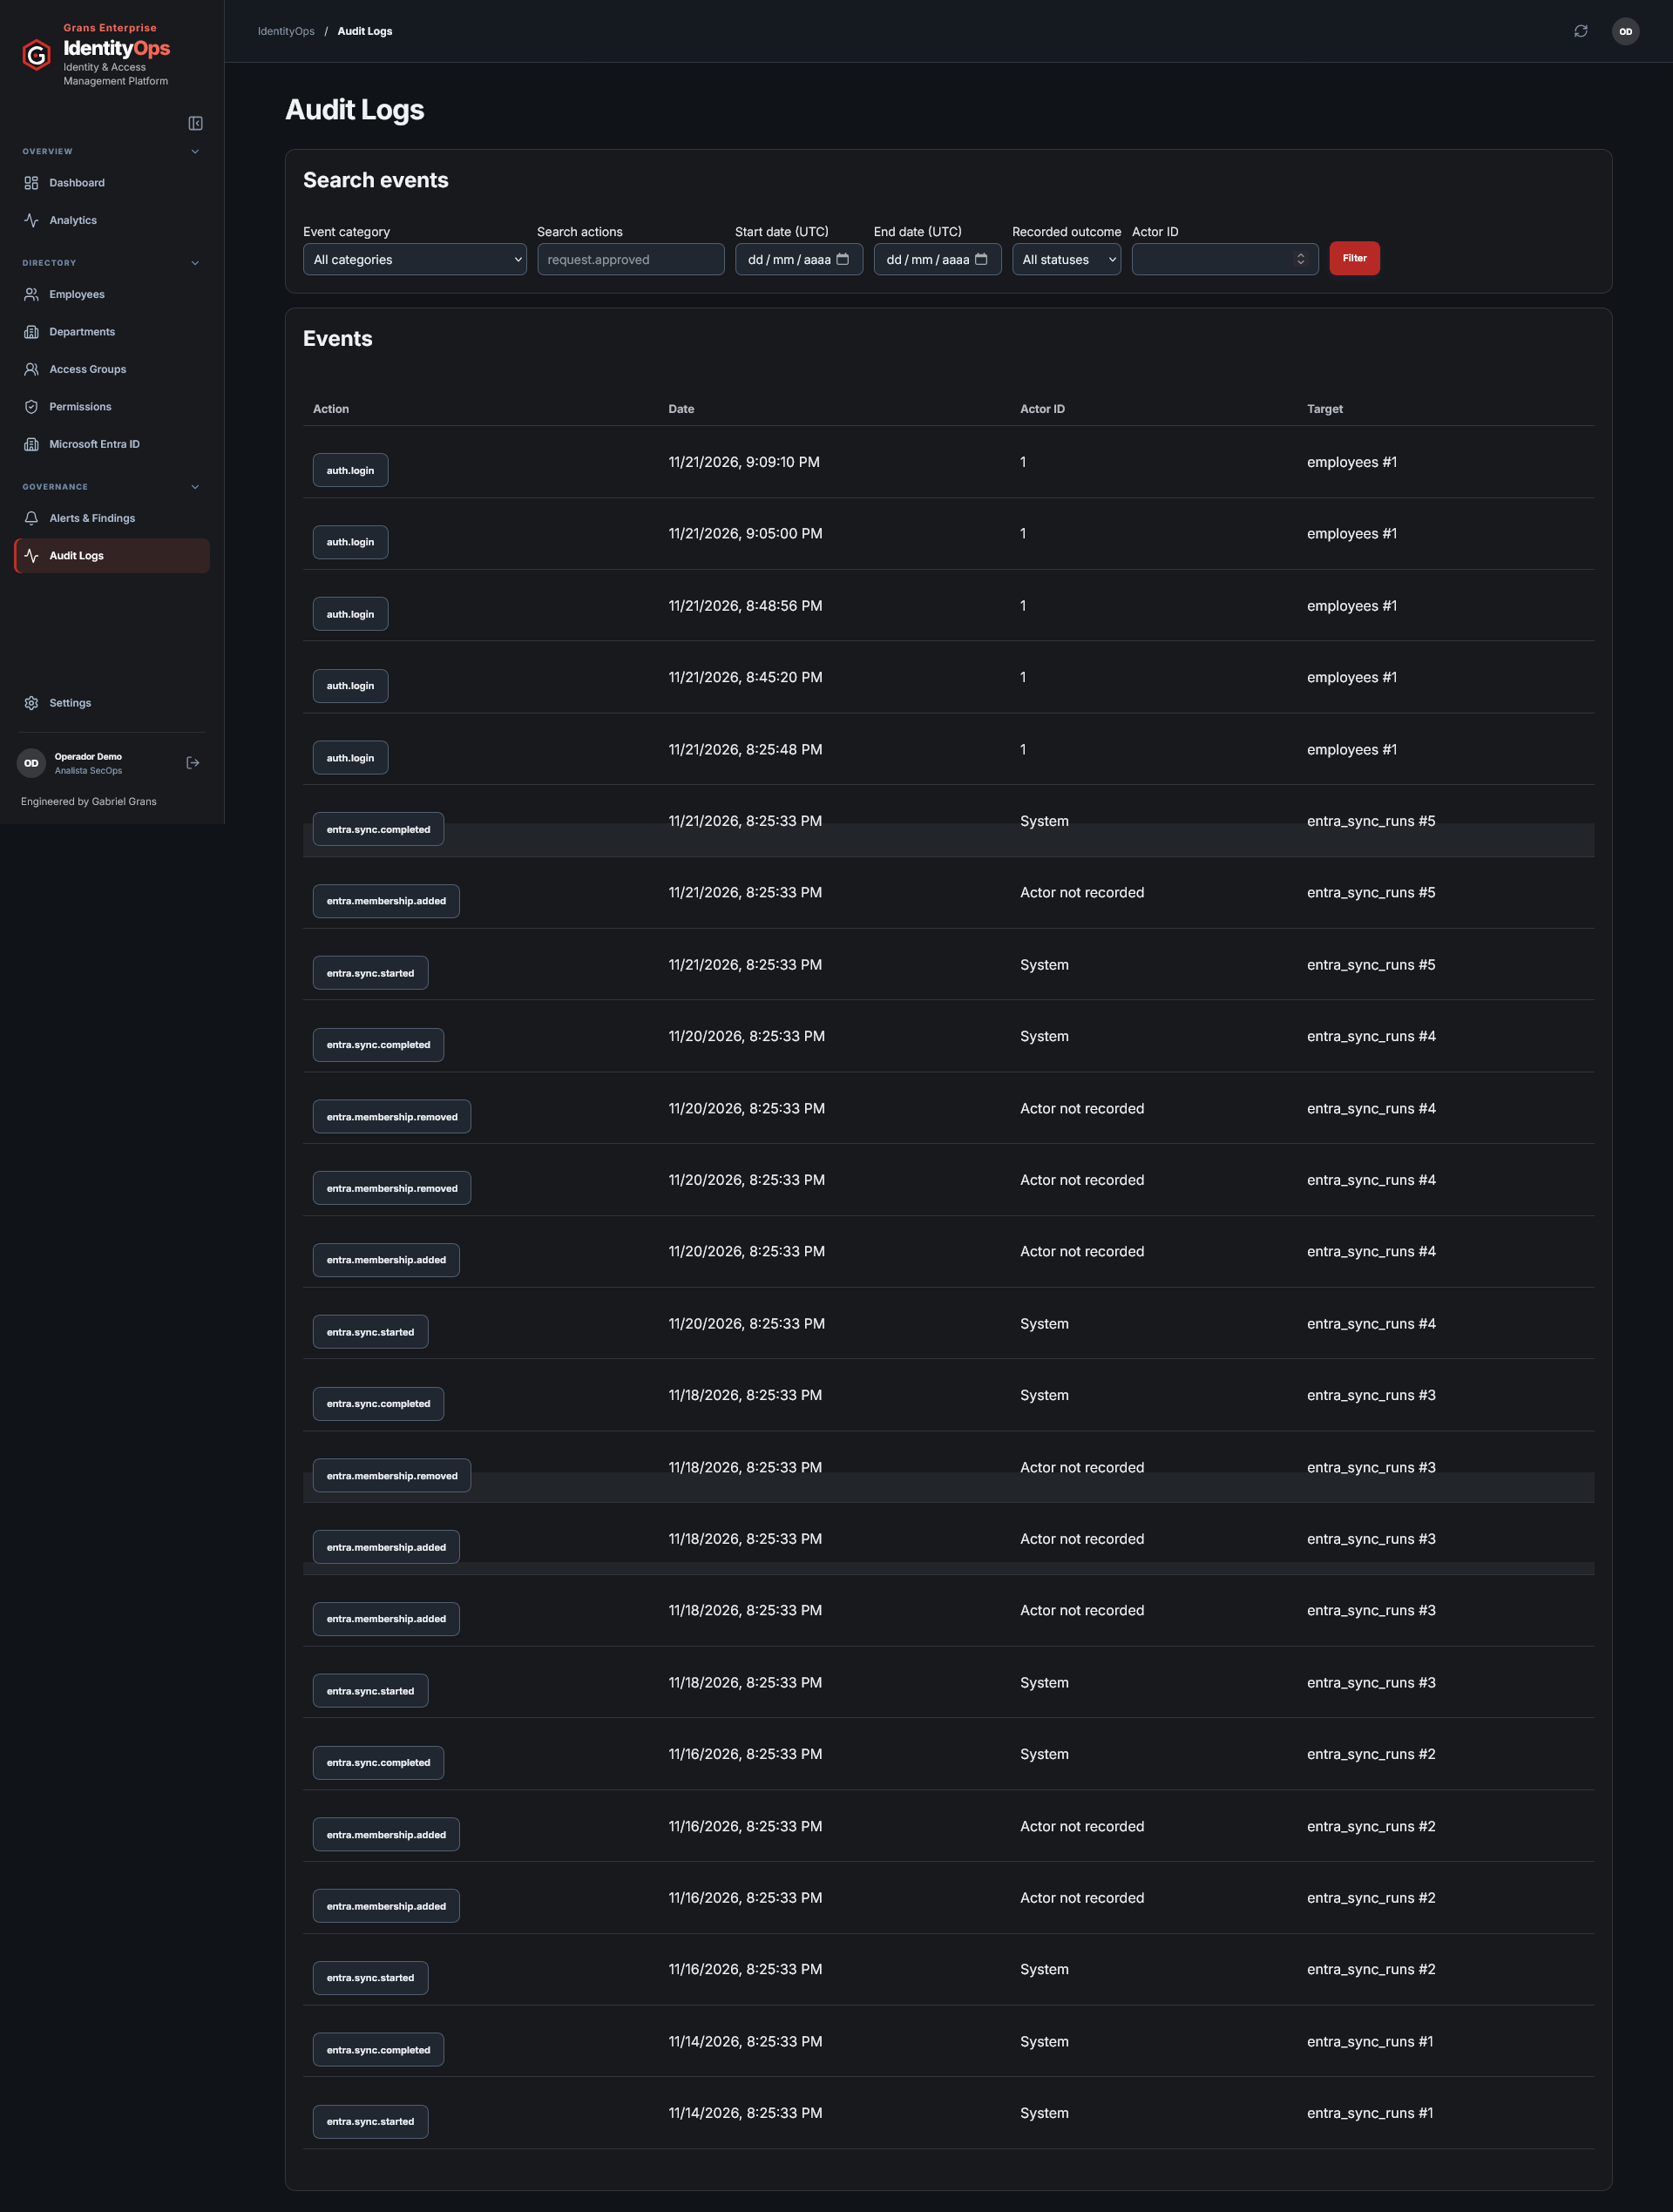 Grans Enterprise
IdentityOps
Identity & Access
Management Platform
OVERVIEW
Dashboard
Analytics
DIRECTORY
Employees
Departments
Access Groups
Permissions
Microsoft Entra ID
GOVERNANCE
Alerts & Findings
Audit Logs
Settings
OD
Operador Demo
Analista SecOps
Engineered by Gabriel Grans
IdentityOps / Audit Logs
OD
Audit Logs
Search events
Event category Search actions Start date (UTC) End date (UTC) Recorded outcome Actor ID
All categories request.approved dd/mm/aaaa dd/mm/aaaa All statuses Filter
Events
Action Date Actor ID Target
auth.login 11/21/2026, 9:09:10 PM 1 employees #1
auth.login 11/21/2026, 9:05:00 PM 1 employees #1
auth.login 11/21/2026, 8:48:56 PM 1 employees #1
auth.login 11/21/2026, 8:45:20 PM 1 employees #1
auth.login 11/21/2026, 8:25:48 PM 1 employees #1
entra.sync.completed 11/21/2026, 8:25:33 PM System entra_sync_runs #5
entra.membership.added 11/21/2026, 8:25:33 PM Actor not recorded entra_sync_runs #5
entra.sync.started 11/21/2026, 8:25:33 PM System entra_sync_runs #5
entra.sync.completed 11/20/2026, 8:25:33 PM System entra_sync_runs #4
entra.membership.removed 11/20/2026, 8:25:33 PM Actor not recorded entra_sync_runs #4
entra.membership.removed 11/20/2026, 8:25:33 PM Actor not recorded entra_sync_runs #4
entra.membership.added 11/20/2026, 8:25:33 PM Actor not recorded entra_sync_runs #4
entra.sync.started 11/20/2026, 8:25:33 PM System entra_sync_runs #4
entra.sync.completed 11/18/2026, 8:25:33 PM System entra_sync_runs #3
entra.membership.removed 11/18/2026, 8:25:33 PM Actor not recorded entra_sync_runs #3
entra.membership.added 11/18/2026, 8:25:33 PM Actor not recorded entra_sync_runs #3
entra.membership.added 11/18/2026, 8:25:33 PM Actor not recorded entra_sync_runs #3
entra.sync.started 11/18/2026, 8:25:33 PM System entra_sync_runs #3
entra.sync.completed 11/16/2026, 8:25:33 PM System entra_sync_runs #2
entra.membership.added 11/16/2026, 8:25:33 PM Actor not recorded entra_sync_runs #2
entra.membership.added 11/16/2026, 8:25:33 PM Actor not recorded entra_sync_runs #2
entra.sync.started 11/16/2026, 8:25:33 PM System entra_sync_runs #2
entra.sync.completed 11/14/2026, 8:25:33 PM System entra_sync_runs #1
entra.sync.started 11/14/2026, 8:25:33 PM System entra_sync_runs #1